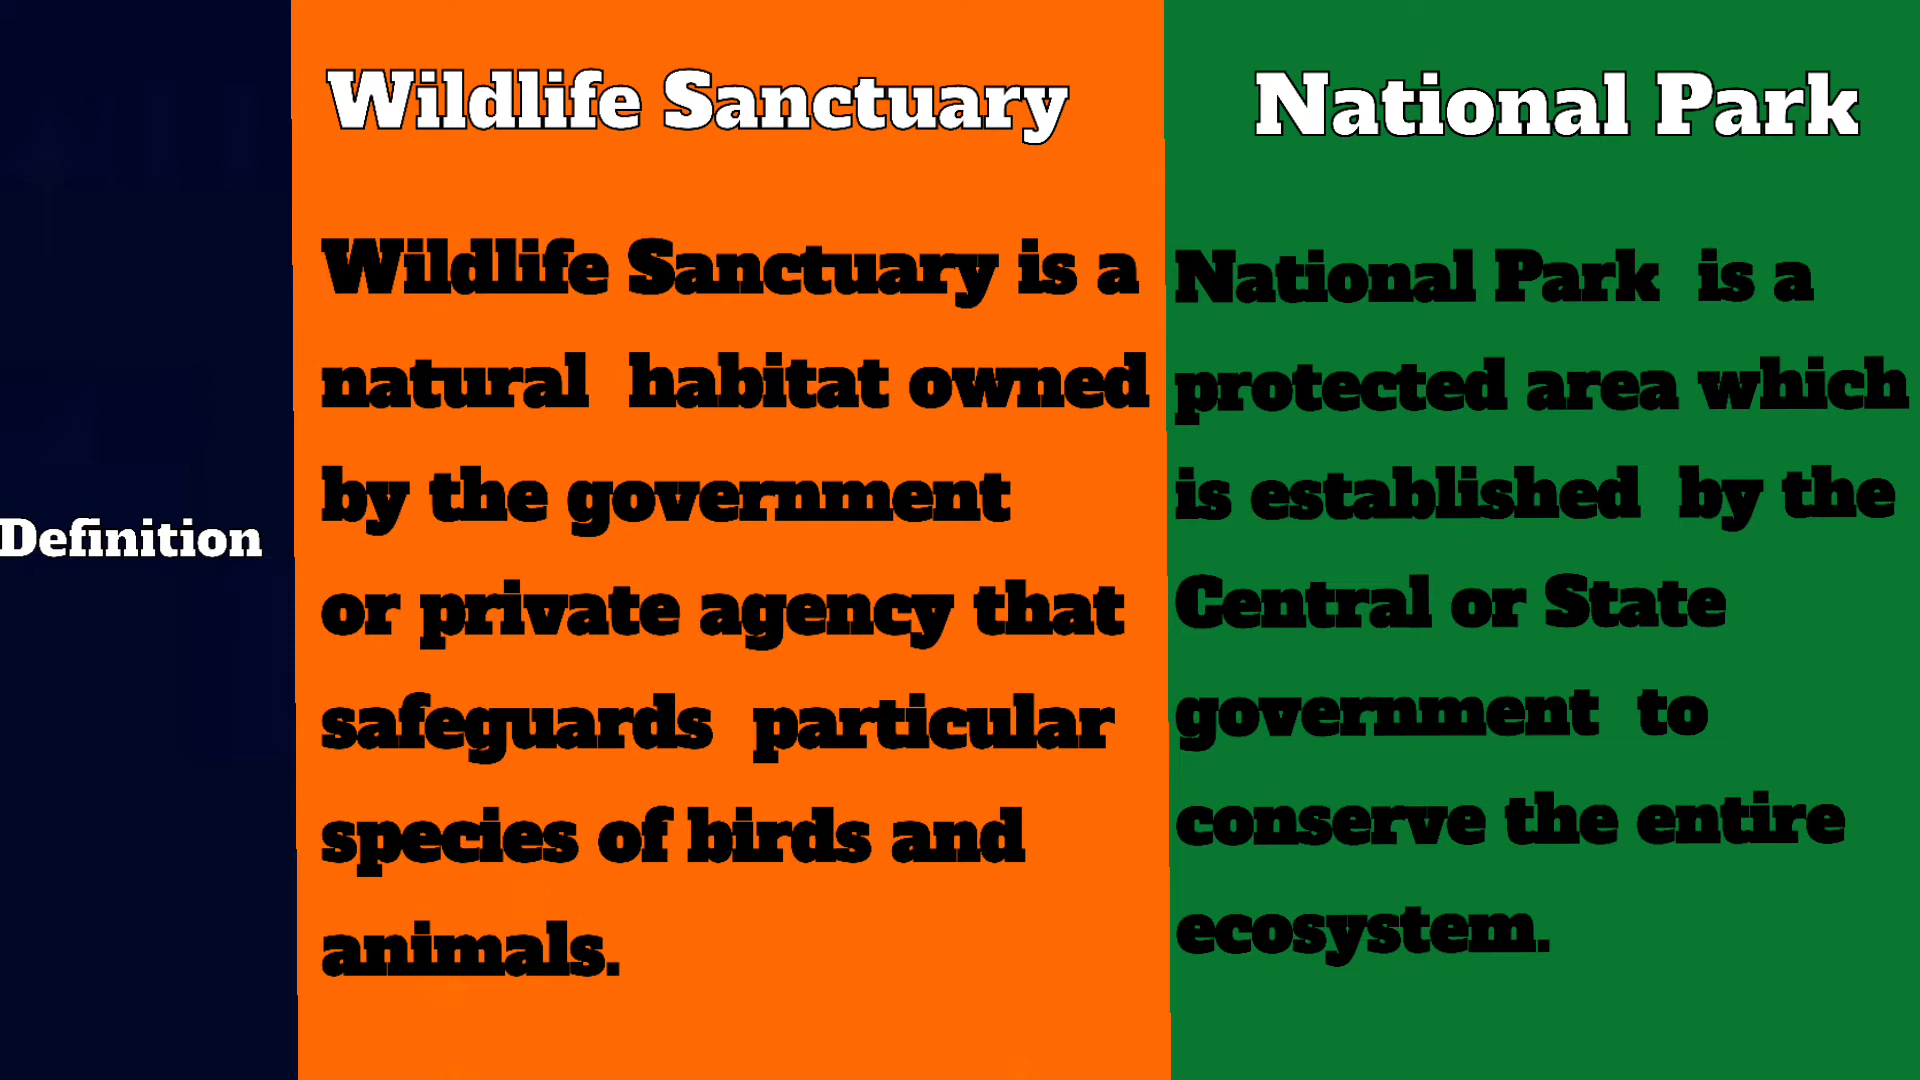 Wildlife Sanctuary
National Park
Definition
Wildlife Sanctuary is a
natural habitat owned
by the government
or private agency that
safeguards particular
species of birds and
animals.
National Park is a
protected area which
is established by the
Central or State
government to
conserve the entire
ecosystem.